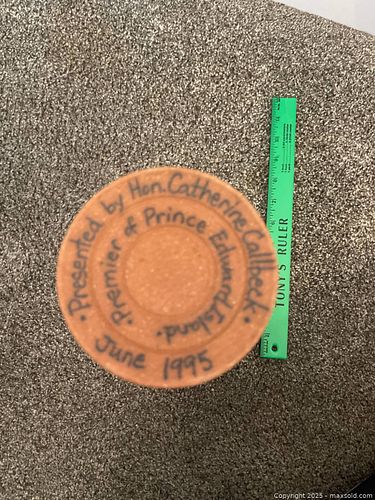 Presented by Hon. Catherine Callbeck
Premier of Prince Edward Island
June 1995
TONY'S RULER
Copyright 2025 - maxsold.com